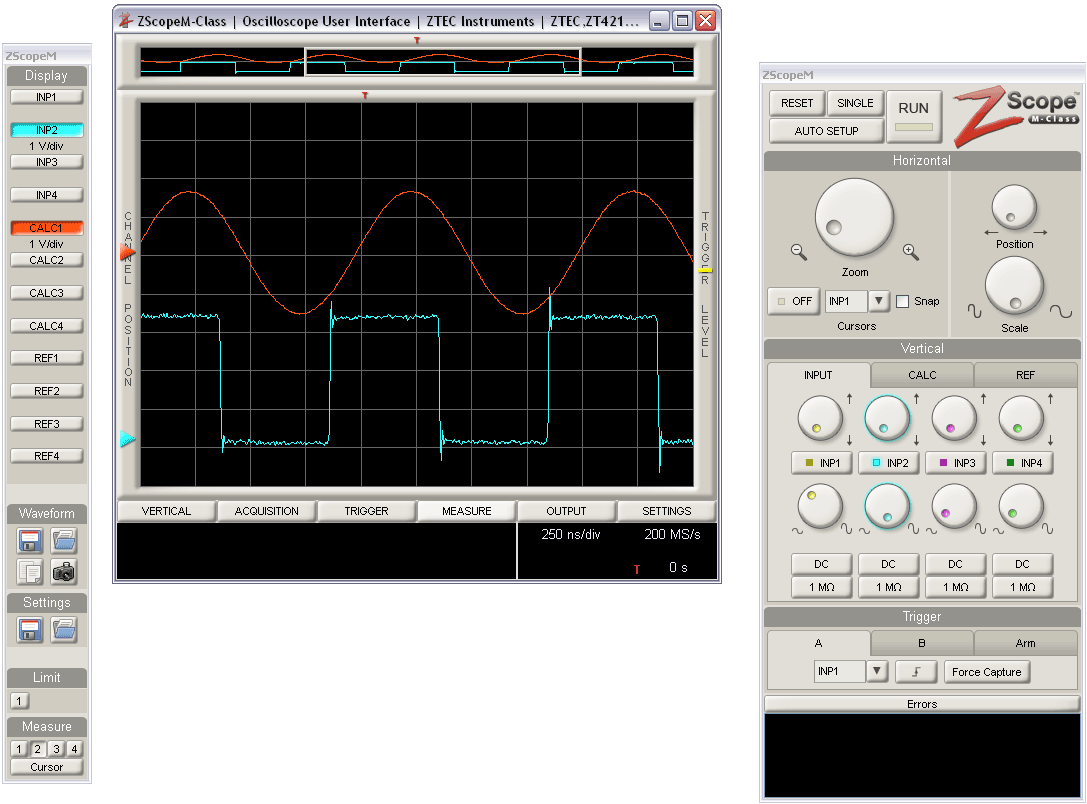 ZScopeM
Display
INP1
INP2
1 V/div
INP3
INP4
CALC1
1 V/div
CALC2
CALC3
CALC4
REF1
REF2
REF3
REF4
Waveform
Settings
Limit
1
Measure
1 2 3 4
Cursor
ZScopeM-Class | Oscilloscope User Interface | ZTEC Instruments | ZTEC,ZT421...
T
T
CHANNEL POSITION
TRIGGER LEVEL
VERTICAL ACQUISITION TRIGGER MEASURE OUTPUT SETTINGS
250 ns/div 200 MS/s
T 0 s
ZScopeM
RESET SINGLE RUN
AUTO SETUP
ZScope™
M-Class
Horizontal
Zoom
Position
OFF INP1 Snap
Cursors
Scale
Vertical
INPUT CALC REF
INP1 INP2 INP3 INP4
DC DC DC DC
1 MΩ 1 MΩ 1 MΩ 1 MΩ
Trigger
A B Arm
INP1 Force Capture
Errors